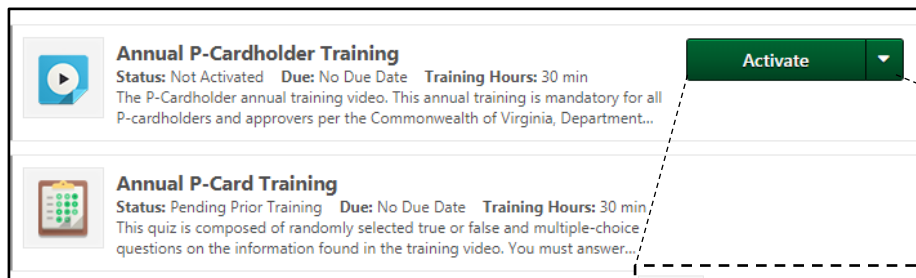 Annual P-Cardholder Training
Activate
Status: Not Activated Due: No Due Date Training Hours: 30 min
The P-Cardholder annual training video. This annual training is mandatory for all
P-cardholders and approvers per the Commonwealth of Virginia, Department...
Annual P-Card Training
Status: Pending Prior Training Due: No Due Date Training Hours: 30 min
This quiz is composed of randomly selected true or false and multiple-choice
questions on the information found in the training video. You must answer...